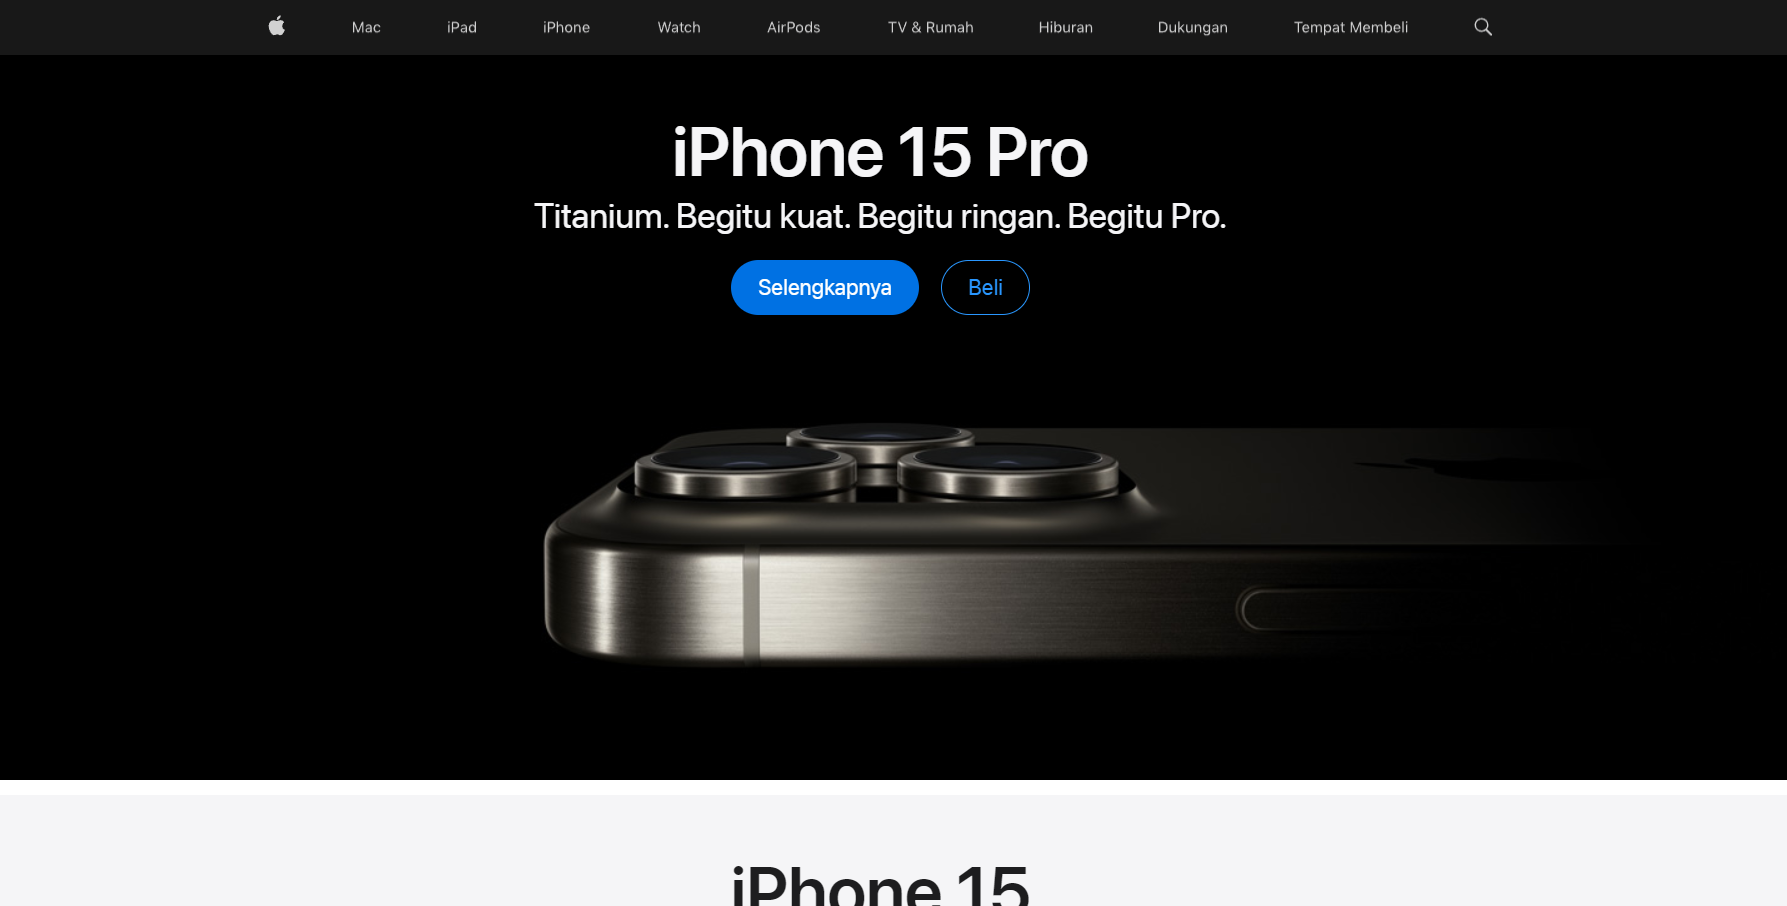 Mac iPad iPhone Watch AirPods TV & Rumah Hiburan Dukungan Tempat Membeli
iPhone 15 Pro
Titanium. Begitu kuat. Begitu ringan. Begitu Pro.
Selengkapnya Beli
iPhone 15